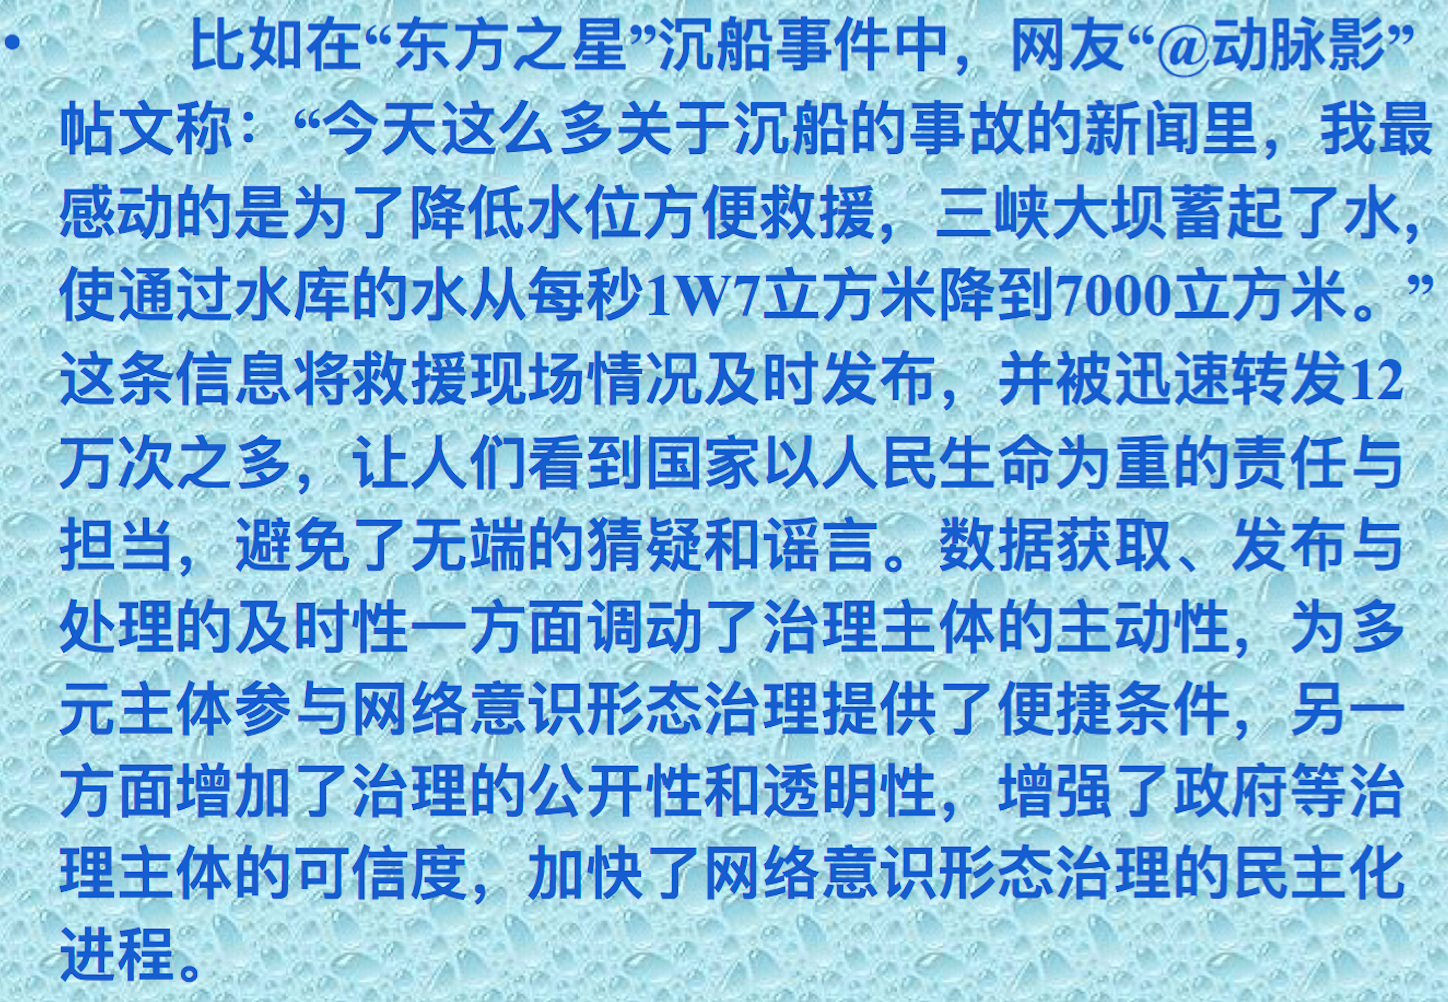 • 比如在“东方之星”沉船事件中，网友“@动脉影”
帖文称：“今天这么多关于沉船的事故的新闻里，我最
感动的是为了降低水位方便救援，三峡大坝蓄起了水，
使通过水库的水从每秒1W7立方米降到7000立方米。”
这条信息将救援现场情况及时发布，并被迅速转发12
万次之多，让人们看到国家以人民生命为重的责任与
担当，避免了无端的猜疑和谣言。数据获取、发布与
处理的及时性一方面调动了治理主体的主动性，为多
元主体参与网络意识形态治理提供了便捷条件，另一
方面增加了治理的公开性和透明性，增强了政府等治
理主体的可信度，加快了网络意识形态治理的民主化
进程。